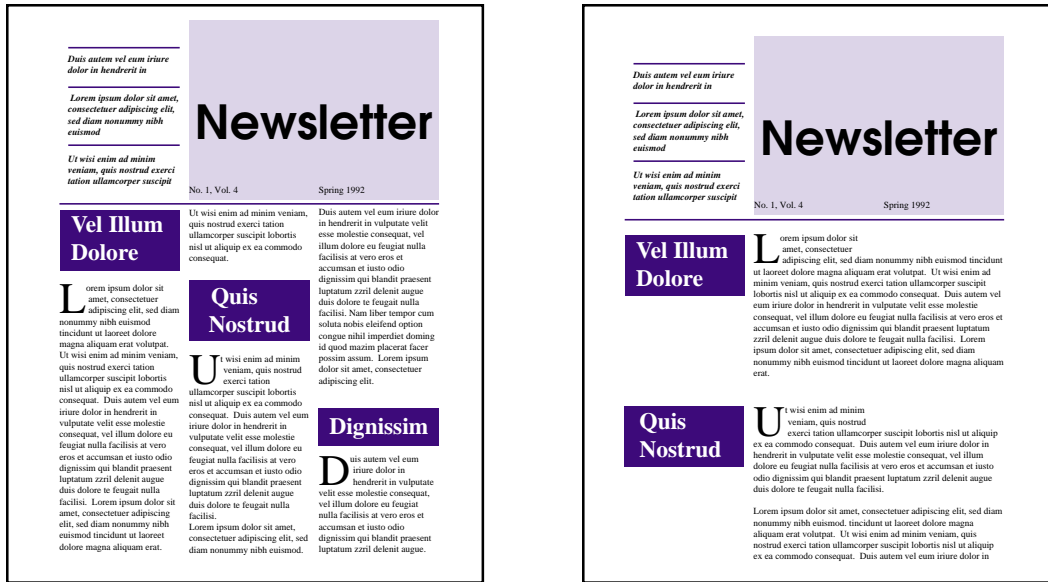 Duis autem vel eum iriure
dolor in hendrerit in
Lorem ipsum dolor sit amet,
consectetuer adipiscing elit,
sed diam nonummy nibh
euismod
Ut wisi enim ad minim
veniam, quis nostrud exerci
tation ullamcorper suscipit
Newsletter
No. 1, Vol. 4 Spring 1992
Vel Illum
Dolore
Lorem ipsum dolor sit
amet, consectetuer
adipiscing elit, sed diam
nonummy nibh euismod
tincidunt ut laoreet dolore
magna aliquam erat volutpat.
Ut wisi enim ad minim veniam,
quis nostrud exerci tation
ullamcorper suscipit lobortis
nisl ut aliquip ex ea commodo
consequat.  Duis autem vel eum
iriure dolor in hendrerit in
vulputate velit esse molestie
consequat, vel illum dolore eu
feugiat nulla facilisis at vero
eros et accumsan et iusto odio
dignissim qui blandit praesent
luptatum zzril delenit augue
duis dolore te feugait nulla
facilisi.  Lorem ipsum dolor sit
amet, consectetuer adipiscing
elit, sed diam nonummy nibh
euismod tincidunt ut laoreet
dolore magna aliquam erat.
Ut wisi enim ad minim veniam,
quis nostrud exerci tation
ullamcorper suscipit lobortis
nisl ut aliquip ex ea commodo
consequat.
Quis
Nostrud
Ut wisi enim ad minim
veniam, quis nostrud
exerci tation
ullamcorper suscipit lobortis
nisl ut aliquip ex ea commodo
consequat.  Duis autem vel eum
iriure dolor in hendrerit in
vulputate velit esse molestie
consequat, vel illum dolore eu
feugiat nulla facilisis at vero
eros et accumsan et iusto odio
dignissim qui blandit praesent
luptatum zzril delenit augue
duis dolore te feugait nulla
facilisi.
Lorem ipsum dolor sit amet,
consectetuer adipiscing elit, sed
diam nonummy nibh euismod.
Duis autem vel eum iriure dolor
in hendrerit in vulputate velit
esse molestie consequat, vel
illum dolore eu feugiat nulla
facilisis at vero eros et
accumsan et iusto odio
dignissim qui blandit praesent
luptatum zzril delenit augue
duis dolore te feugait nulla
facilisi. Nam liber tempor cum
soluta nobis eleifend option
congue nihil imperdiet doming
id quod mazim placerat facer
possim assum.  Lorem ipsum
dolor sit amet, consectetuer
adipiscing elit.
Dignissim
Duis autem vel eum
iriure dolor in
hendrerit in vulputate
velit esse molestie consequat,
vel illum dolore eu feugiat
nulla facilisis at vero eros et
accumsan et iusto odio
dignissim qui blandit praesent
luptatum zzril delenit augue
Duis autem vel eum iriure
dolor in hendrerit in
Lorem ipsum dolor sit amet,
consectetuer adipiscing elit,
sed diam nonummy nibh
euismod
Ut wisi enim ad minim
veniam, quis nostrud exerci
tation ullamcorper suscipit
Newsletter
No. 1, Vol. 4 Spring 1992
Vel Illum
Dolore
Lorem ipsum dolor sit
amet, consectetuer
adipiscing elit, sed diam nonummy nibh euismod tincidunt
ut laoreet dolore magna aliquam erat volutpat.  Ut wisi enim ad
minim veniam, quis nostrud exerci tation ullamcorper suscipit
lobortis nisl ut aliquip ex ea commodo consequat.  Duis autem vel
eum iriure dolor in hendrerit in vulputate velit esse molestie
consequat, vel illum dolore eu feugiat nulla facilisis at vero eros et
accumsan et iusto odio dignissim qui blandit praesent luptatum
zzril delenit augue duis dolore te feugait nulla facilisi.  Lorem
ipsum dolor sit amet, consectetuer adipiscing elit, sed diam
nonummy nibh euismod tincidunt ut laoreet dolore magna aliquam
erat.
Quis
Nostrud
Ut wisi enim ad minim
veniam, quis nostrud
exerci tation ullamcorper suscipit lobortis nisl ut aliquip
ex ea commodo consequat.  Duis autem vel eum iriure dolor in
hendrerit in vulputate velit esse molestie consequat, vel illum
dolore eu feugiat nulla facilisis at vero eros et accumsan et iusto
odio dignissim qui blandit praesent luptatum zzril delenit augue
duis dolore te feugait nulla facilisi.
Lorem ipsum dolor sit amet, consectetuer adipiscing elit, sed diam
nonummy nibh euismod. tincidunt ut laoreet dolore magna
aliquam erat volutpat.  Ut wisi enim ad minim veniam, quis
nostrud exerci tation ullamcorper suscipit lobortis nisl ut aliquip
ex ea commodo consequat.  Duis autem vel eum iriure dolor in